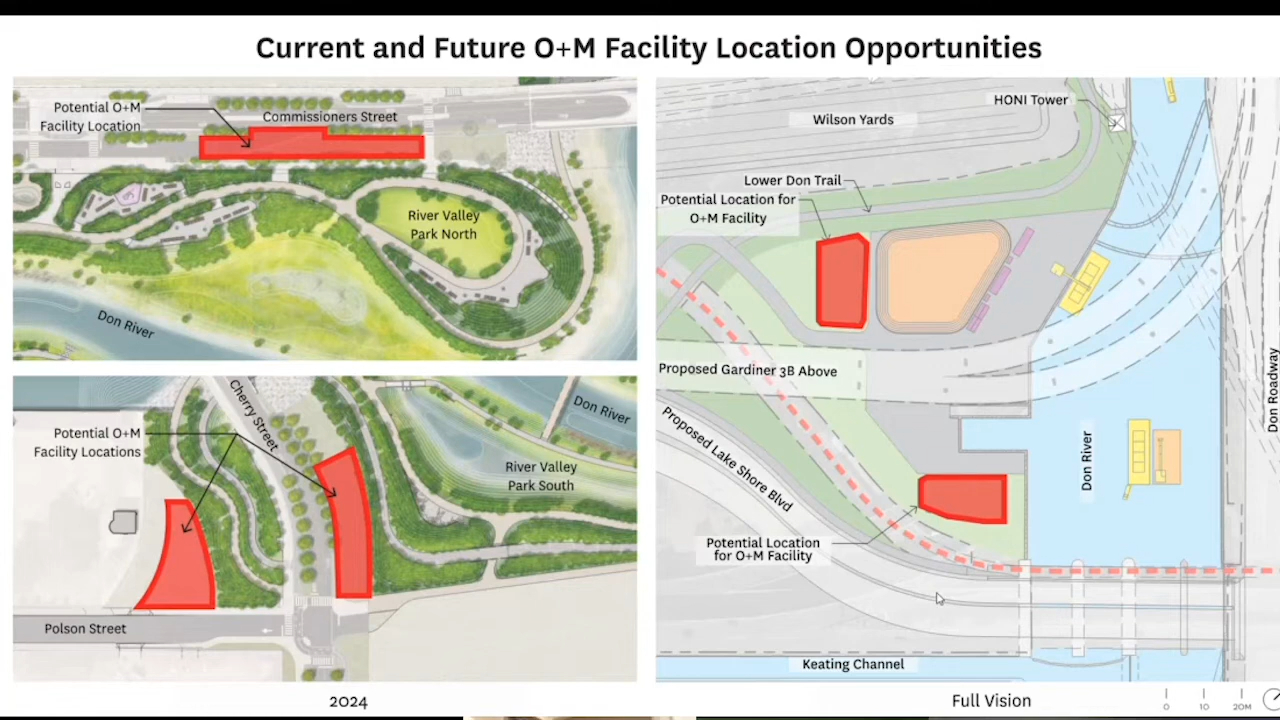 Current and Future O+M Facility Location Opportunities
Potential O+M
Facility Location
Commissioners Street
River Valley
Park North
Don River
Potential O+M
Facility Locations
Cherry Street
Don River
River Valley
Park South
Polson Street
2024
HONI Tower
Wilson Yards
Lower Don Trail
Potential Location for
O+M Facility
Proposed Gardiner 3B Above
Proposed Lake Shore Blvd
Don River
Don Roadway
Potential Location
for O+M Facility
Keating Channel
Full Vision
0
10
20M